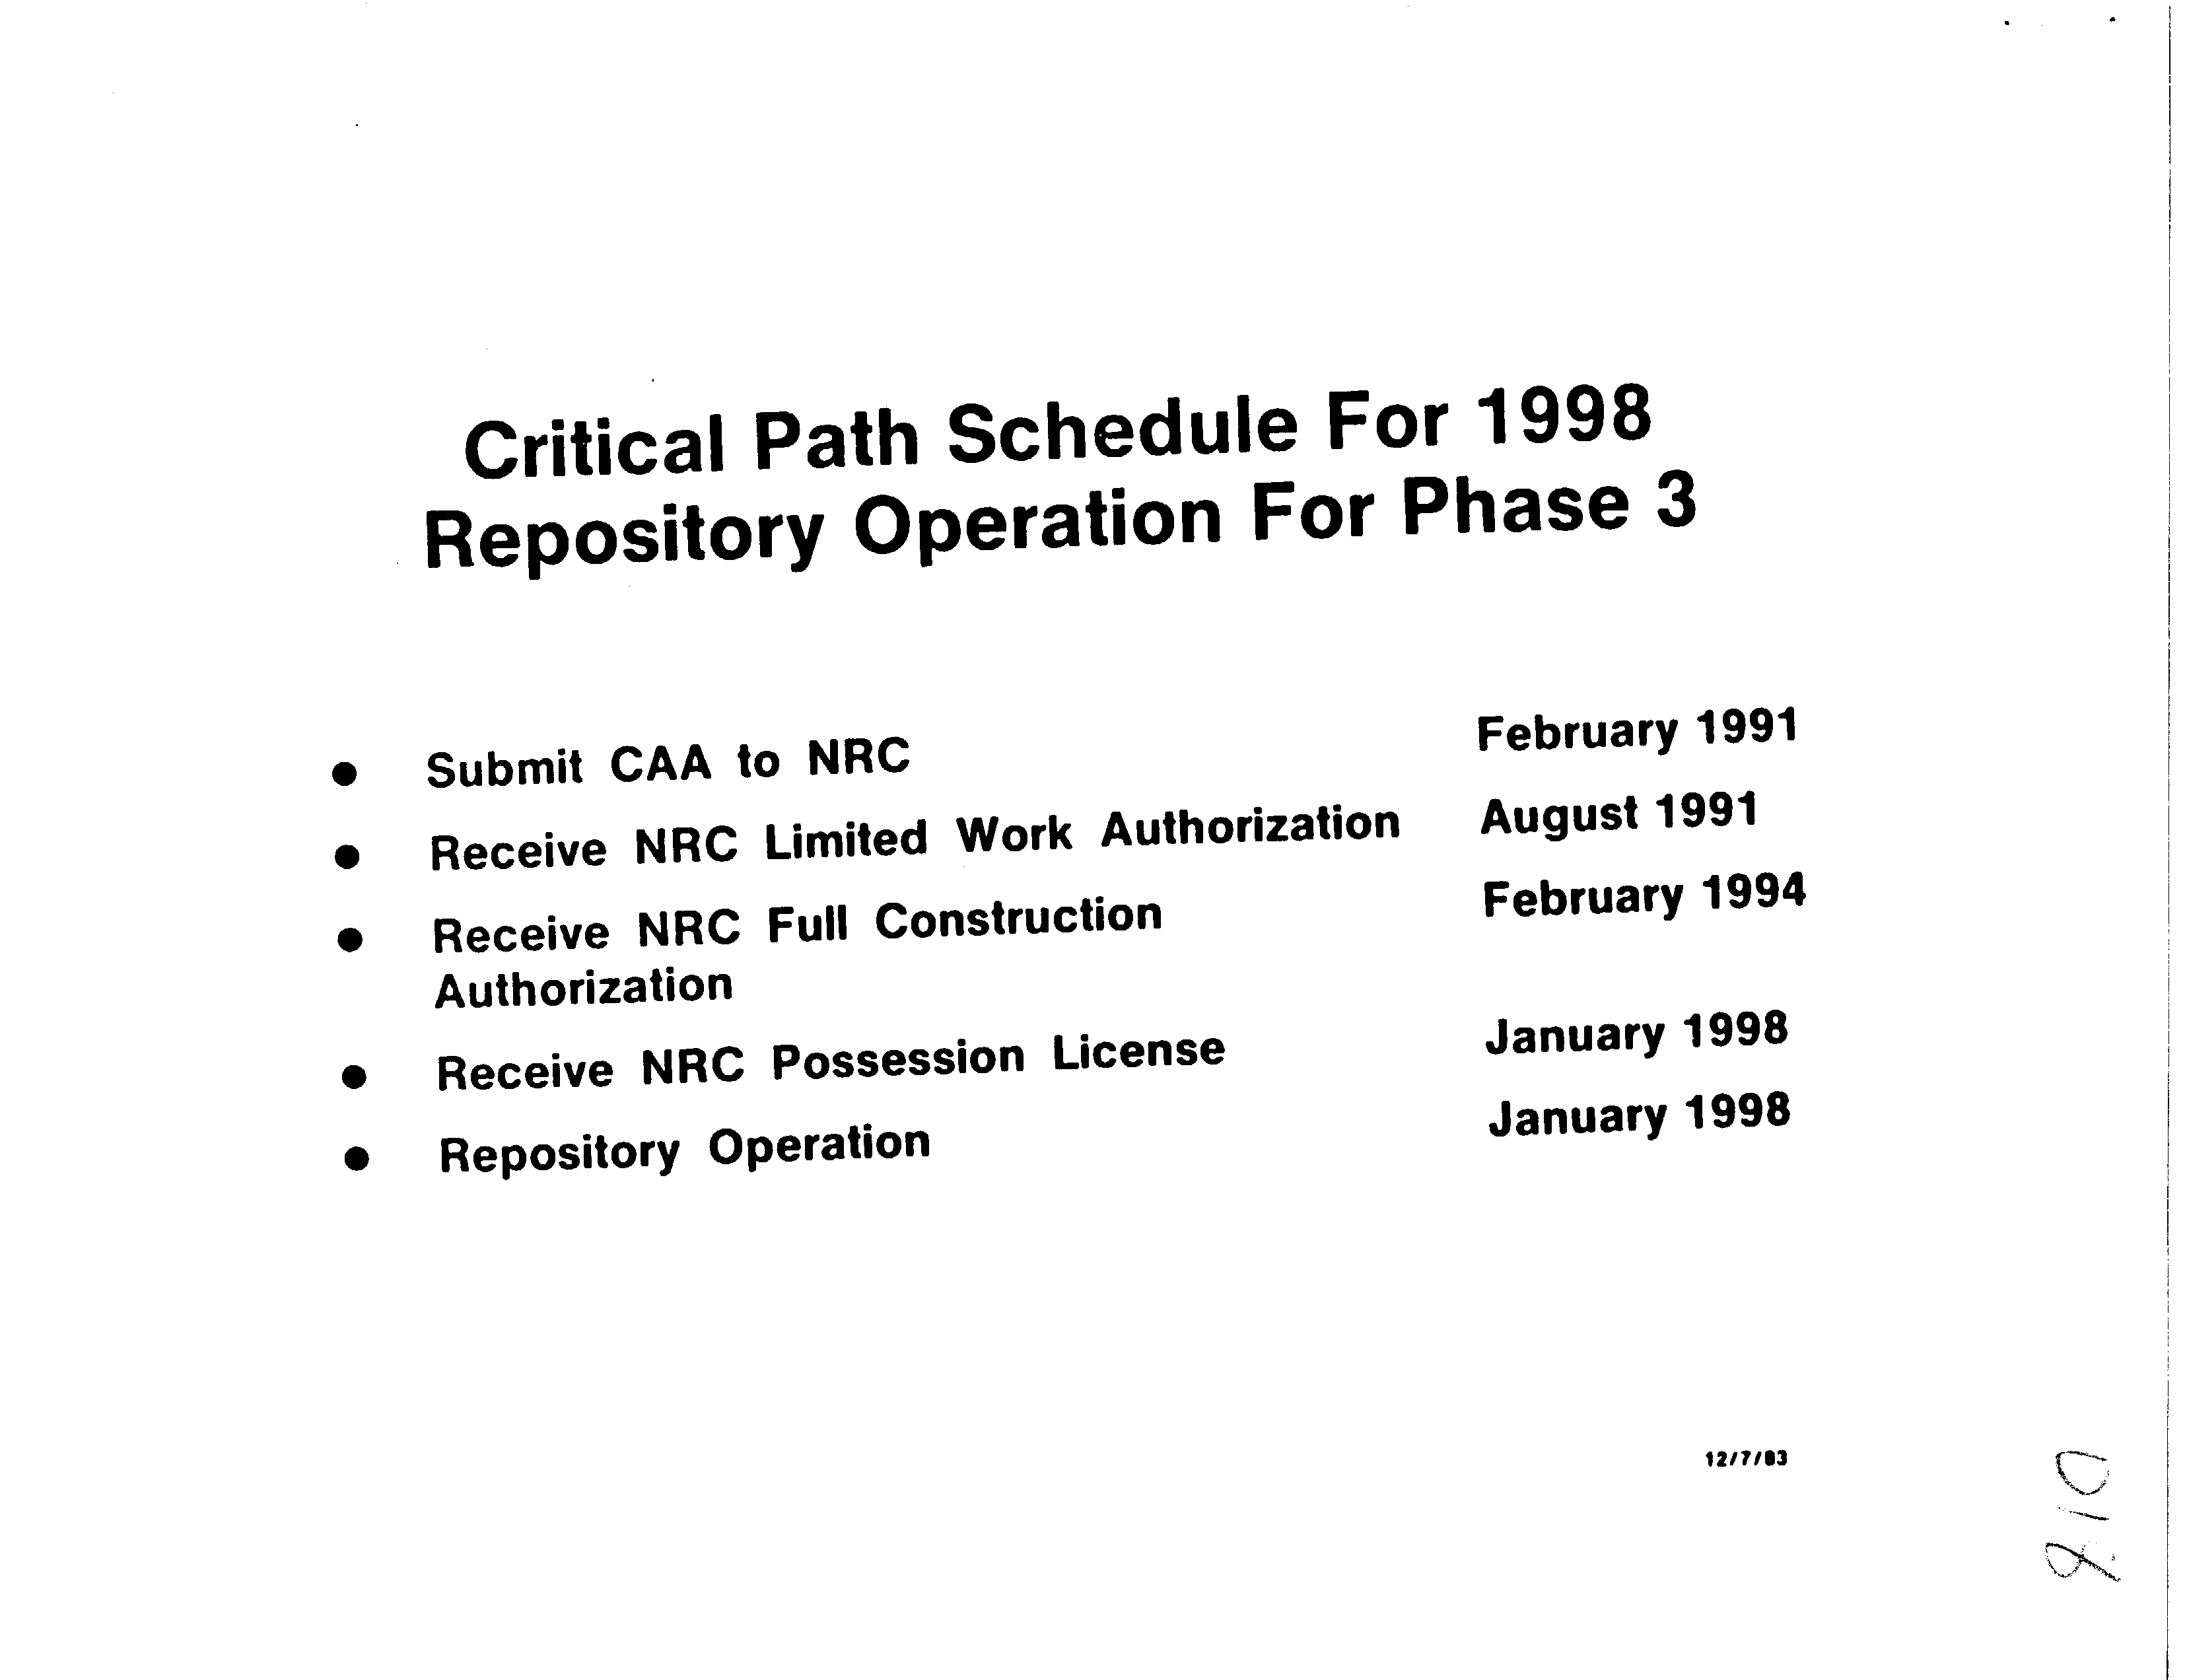 Critical Path Schedule For 1998
Repository Operation For Phase 3
● Submit CAA to NRC February 1991
● Receive NRC Limited Work Authorization August 1991
● Receive NRC Full Construction February 1994
Authorization
● Receive NRC Possession License January 1998
● Repository Operation January 1998
12/7/83